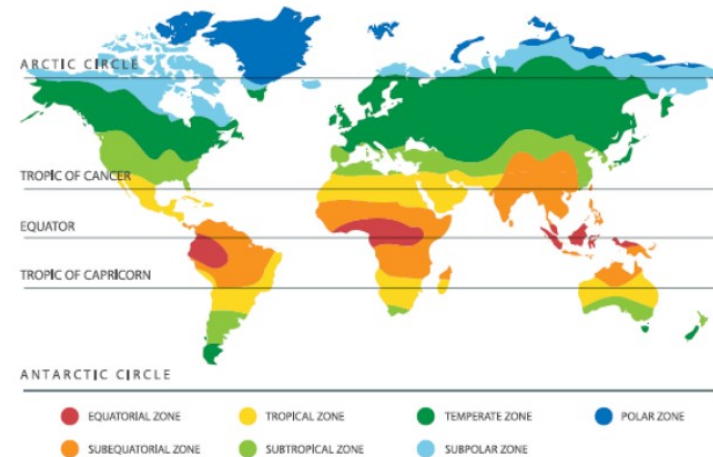 ARCTIC CIRCLE
TROPIC OF CANCER
EQUATOR
TROPIC OF CAPRICORN
ANTARCTIC CIRCLE
EQUATORIAL ZONE TROPICAL ZONE TEMPERATE ZONE POLAR ZONE
SUBEQUATORIAL ZONE SUBTROPICAL ZONE SUBPOLAR ZONE